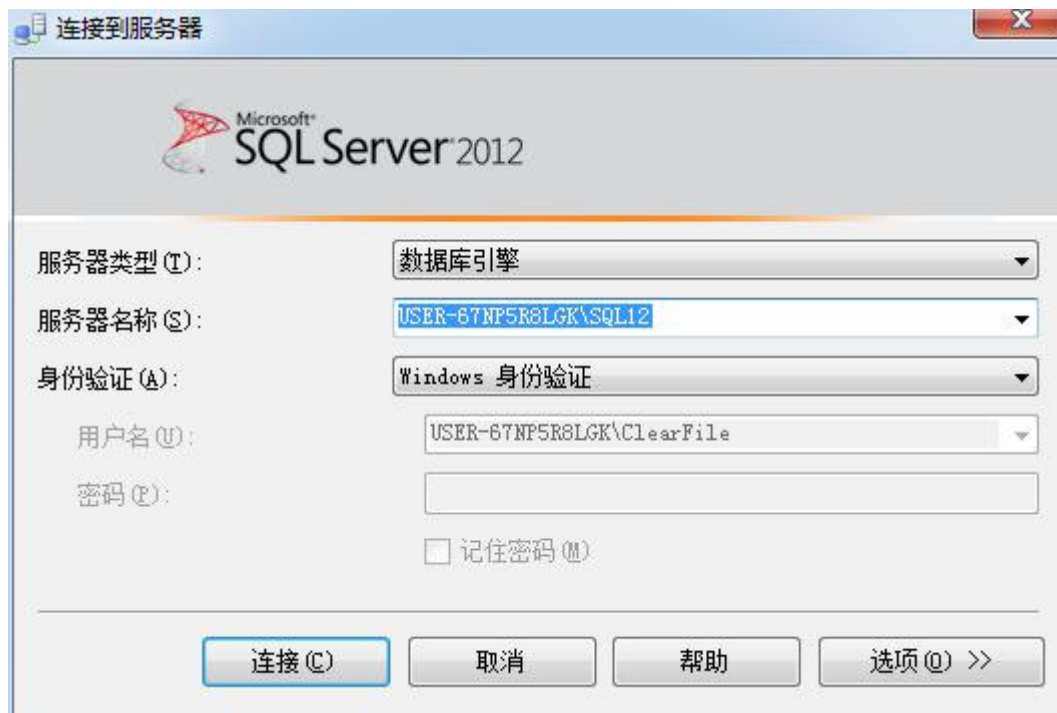 连接到服务器
Microsoft®
SQL Server 2012
服务器类型(T): 数据库引擎
服务器名称(S): USER-67NP5R8LGK\SQL12
身份验证(A): Windows 身份验证
用户名(U): USER-67NP5R8LGK\ClearFile
密码(P):
记住密码(M)
连接(C) 取消 帮助 选项(O) >>